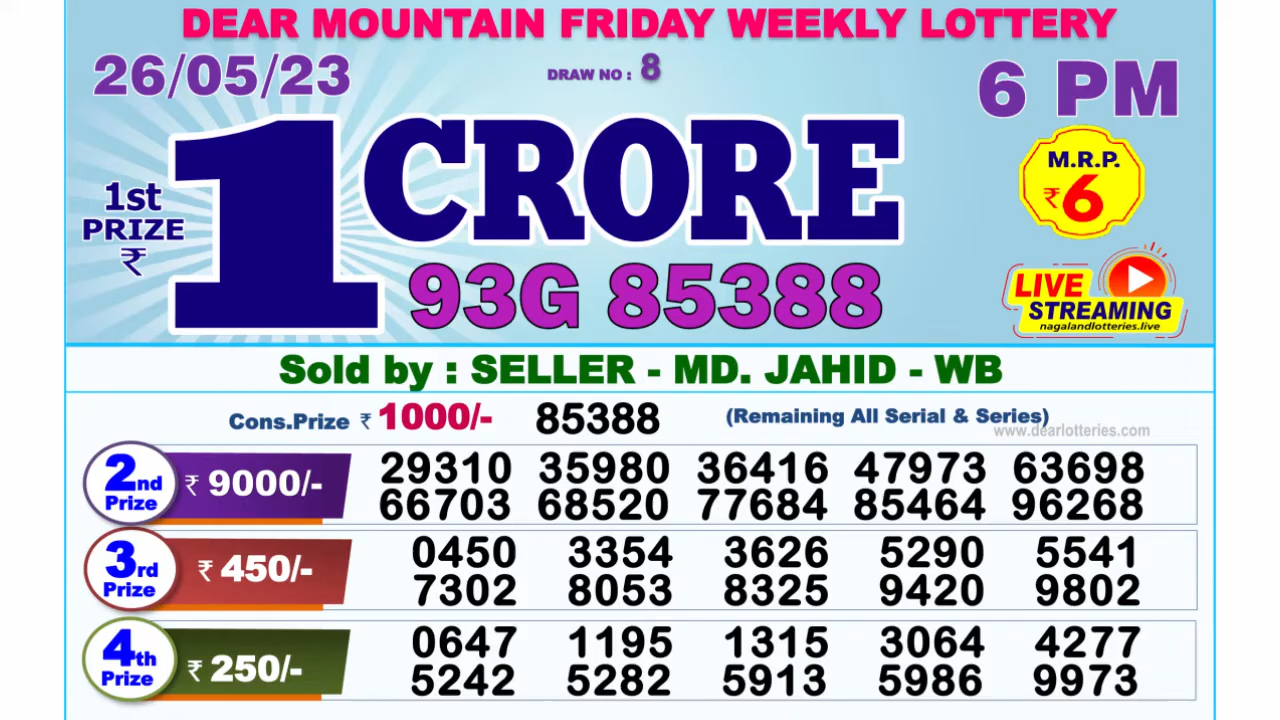 DEAR MOUNTAIN FRIDAY WEEKLY LOTTERY
26/05/23
DRAW NO : 8
6 PM
1st
PRIZE
₹
1 CRORE
93G 85388
M.R.P.
₹6
LIVE
STREAMING
nagalandlotteries.live
Sold by : SELLER - MD. JAHID - WB
Cons.Prize ₹ 1000/- 85388 (Remaining All Serial & Series)
www.dearlotteries.com
2nd Prize ₹ 9000/-
29310 35980 36416 47973 63698
66703 68520 77684 85464 96268
3rd Prize ₹ 450/-
0450 3354 3626 5290 5541
7302 8053 8325 9420 9802
4th Prize ₹ 250/-
0647 1195 1315 3064 4277
5242 5282 5913 5986 9973